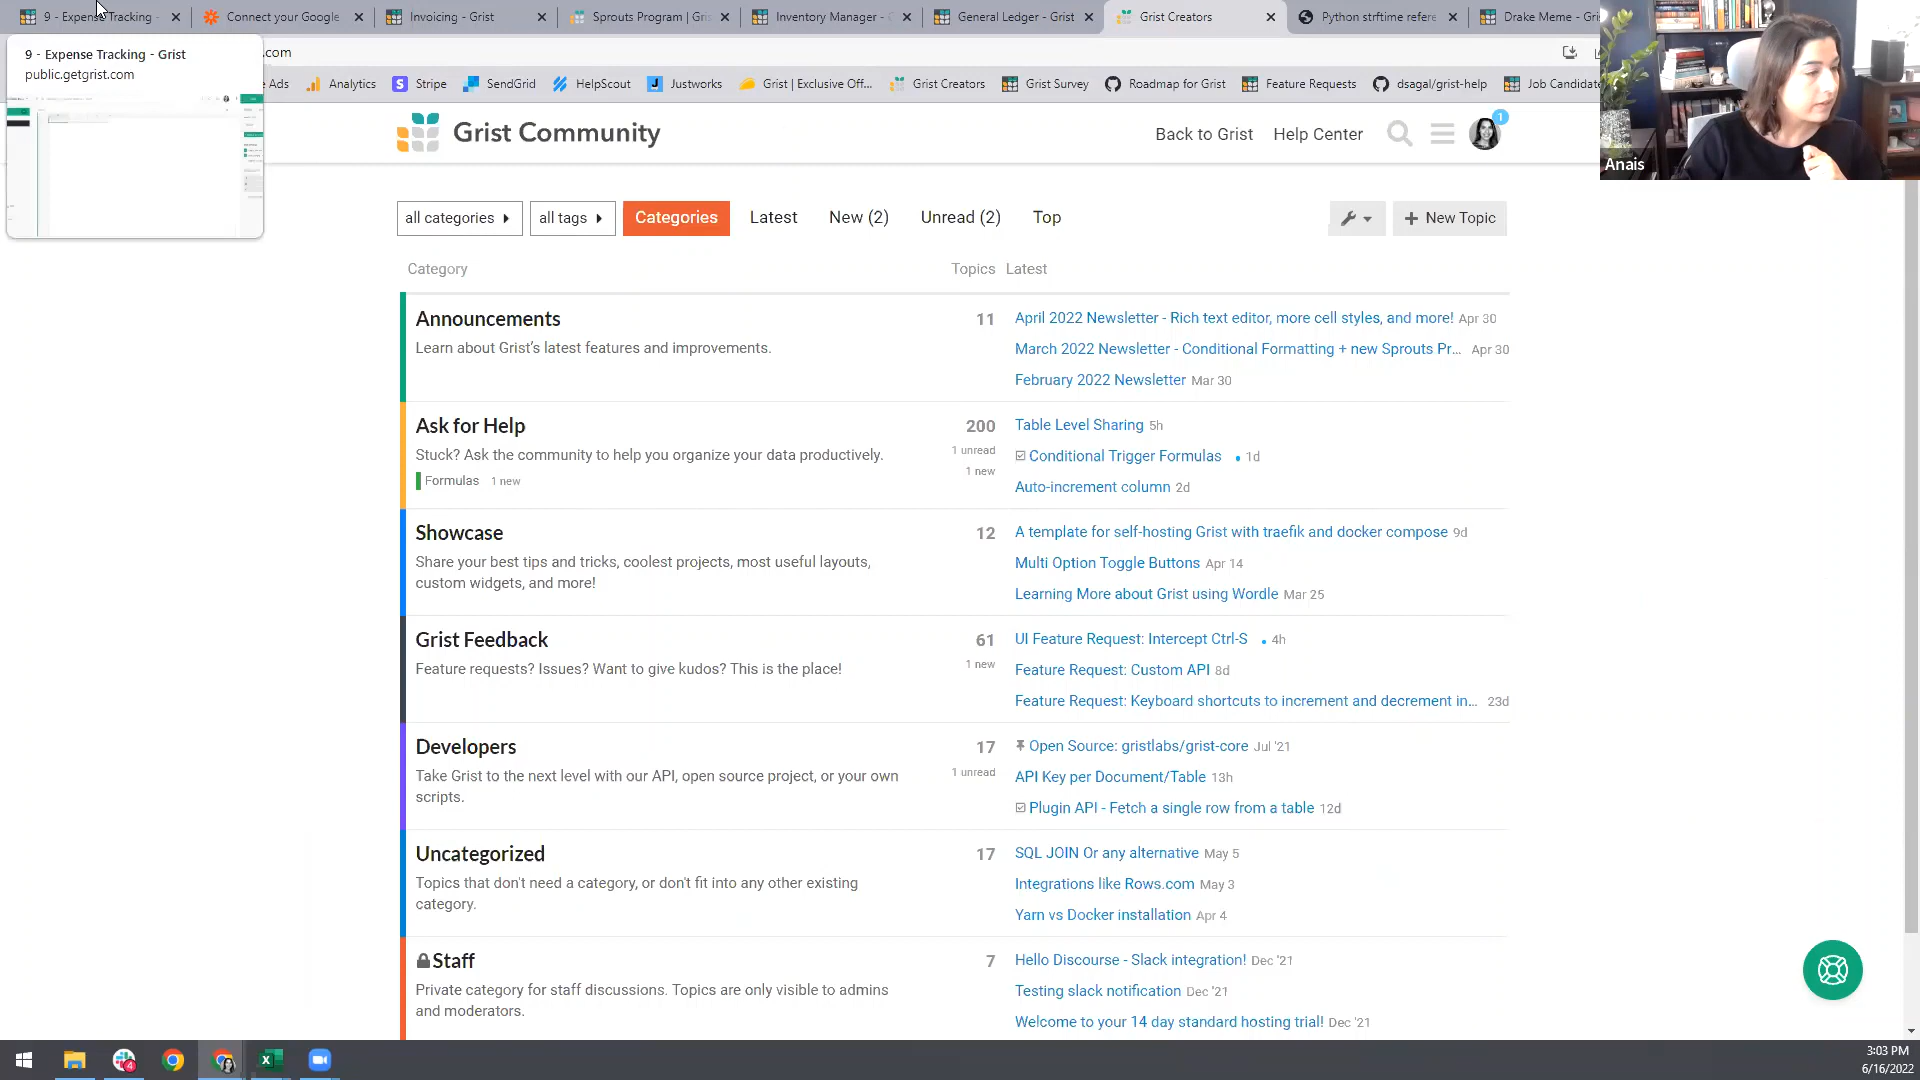 9 - Expense Tracking -
Connect your Google
Invoicing - Grist
Sprouts Program | Gris
Inventory Manager -
General Ledger - Grist
Grist Creators
Python strftime refere
Drake Meme - Gri
9 - Expense Tracking - Grist
public.getgrist.com
.com
Ads
Analytics
Stripe
SendGrid
HelpScout
Justworks
Grist | Exclusive Off...
Grist Creators
Grist Survey
Roadmap for Grist
Feature Requests
dsagal/grist-help
Job Candidate
Anais
Grist Community
Back to Grist
Help Center
1
all categories
all tags
Categories
Latest
New (2)
Unread (2)
Top
+ New Topic
Category Topics Latest
Announcements
Learn about Grist's latest features and improvements.
11
April 2022 Newsletter - Rich text editor, more cell styles, and more! Apr 30
March 2022 Newsletter - Conditional Formatting + new Sprouts Pr... Apr 30
February 2022 Newsletter Mar 30
Ask for Help
Stuck? Ask the community to help you organize your data productively.
Formulas 1 new
200
1 unread
1 new
Table Level Sharing 5h
Conditional Trigger Formulas 1d
Auto-increment column 2d
Showcase
Share your best tips and tricks, coolest projects, most useful layouts,
custom widgets, and more!
12
A template for self-hosting Grist with traefik and docker compose 9d
Multi Option Toggle Buttons Apr 14
Learning More about Grist using Wordle Mar 25
Grist Feedback
Feature requests? Issues? Want to give kudos? This is the place!
61
1 new
UI Feature Request: Intercept Ctrl-S 4h
Feature Request: Custom API 8d
Feature Request: Keyboard shortcuts to increment and decrement in... 23d
Developers
Take Grist to the next level with our API, open source project, or your own
scripts.
17
1 unread
Open Source: gristlabs/grist-core Jul '21
API Key per Document/Table 13h
Plugin API - Fetch a single row from a table 12d
Uncategorized
Topics that don't need a category, or don't fit into any other existing
category.
17
SQL JOIN Or any alternative May 5
Integrations like Rows.com May 3
Yarn vs Docker installation Apr 4
Staff
Private category for staff discussions. Topics are only visible to admins
and moderators.
7
Hello Discourse - Slack integration! Dec '21
Testing slack notification Dec '21
Welcome to your 14 day standard hosting trial! Dec '21
4
3:03 PM
6/16/2022